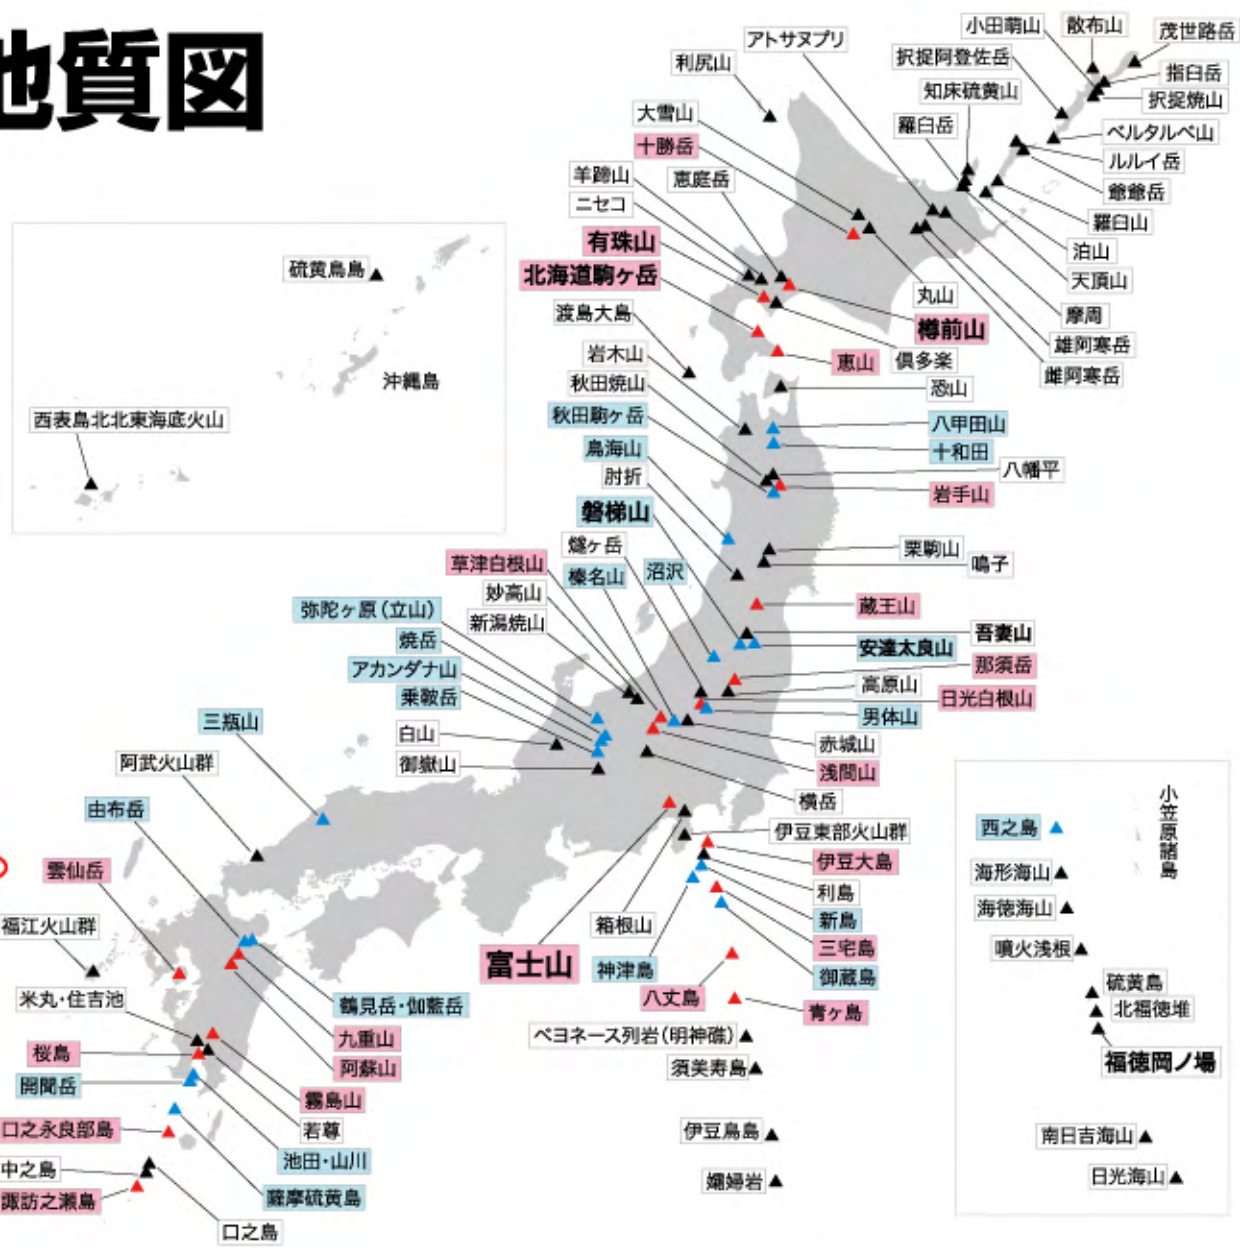 地質図
小田萌山
散布山
茂世路岳
アトサヌプリ
択捉阿登佐岳
指臼岳
利尻山
知床硫黄山
択捉焼山
大雪山
羅臼岳
ベルタルベ山
十勝岳
ルルイ岳
羊蹄山
恵庭岳
爺爺岳
ニセコ
羅臼山
有珠山
泊山
硫黄鳥島
北海道駒ヶ岳
天頂山
丸山
渡島大島
樽前山
摩周
岩木山
恵山
倶多楽
雄阿寒岳
沖縄島
秋田焼山
恐山
雌阿寒岳
西表島北北東海底火山
秋田駒ヶ岳
八甲田山
鳥海山
十和田
肘折
八幡平
磐梯山
岩手山
燧ヶ岳
栗駒山
草津白根山
榛名山
沼沢
鳴子
妙高山
弥陀ヶ原(立山)
新潟焼山
蔵王山
焼岳
吾妻山
アカンダナ山
安達太良山
乗鞍岳
那須岳
三瓶山
高原山
白山
日光白根山
阿武火山群
御嶽山
男体山
赤城山
由布岳
浅間山
横岳
小笠原諸島
西之島
雲仙岳
伊豆東部火山群
伊豆大島
海形海山
福江火山群
利島
海徳海山
箱根山
新島
富士山
神津島
三宅島
噴火浅根
米丸・住吉池
御蔵島
硫黄島
鶴見岳・伽藍岳
八丈島
青ヶ島
北福徳堆
九重山
ベヨネース列岩(明神礁)
福徳岡ノ場
桜島
阿蘇山
須美寿島
開聞岳
霧島山
口之永良部島
若尊
伊豆鳥島
南日吉海山
中之島
池田・山川
孀婦岩
日光海山
諏訪之瀬島
薩摩硫黄島
口之島